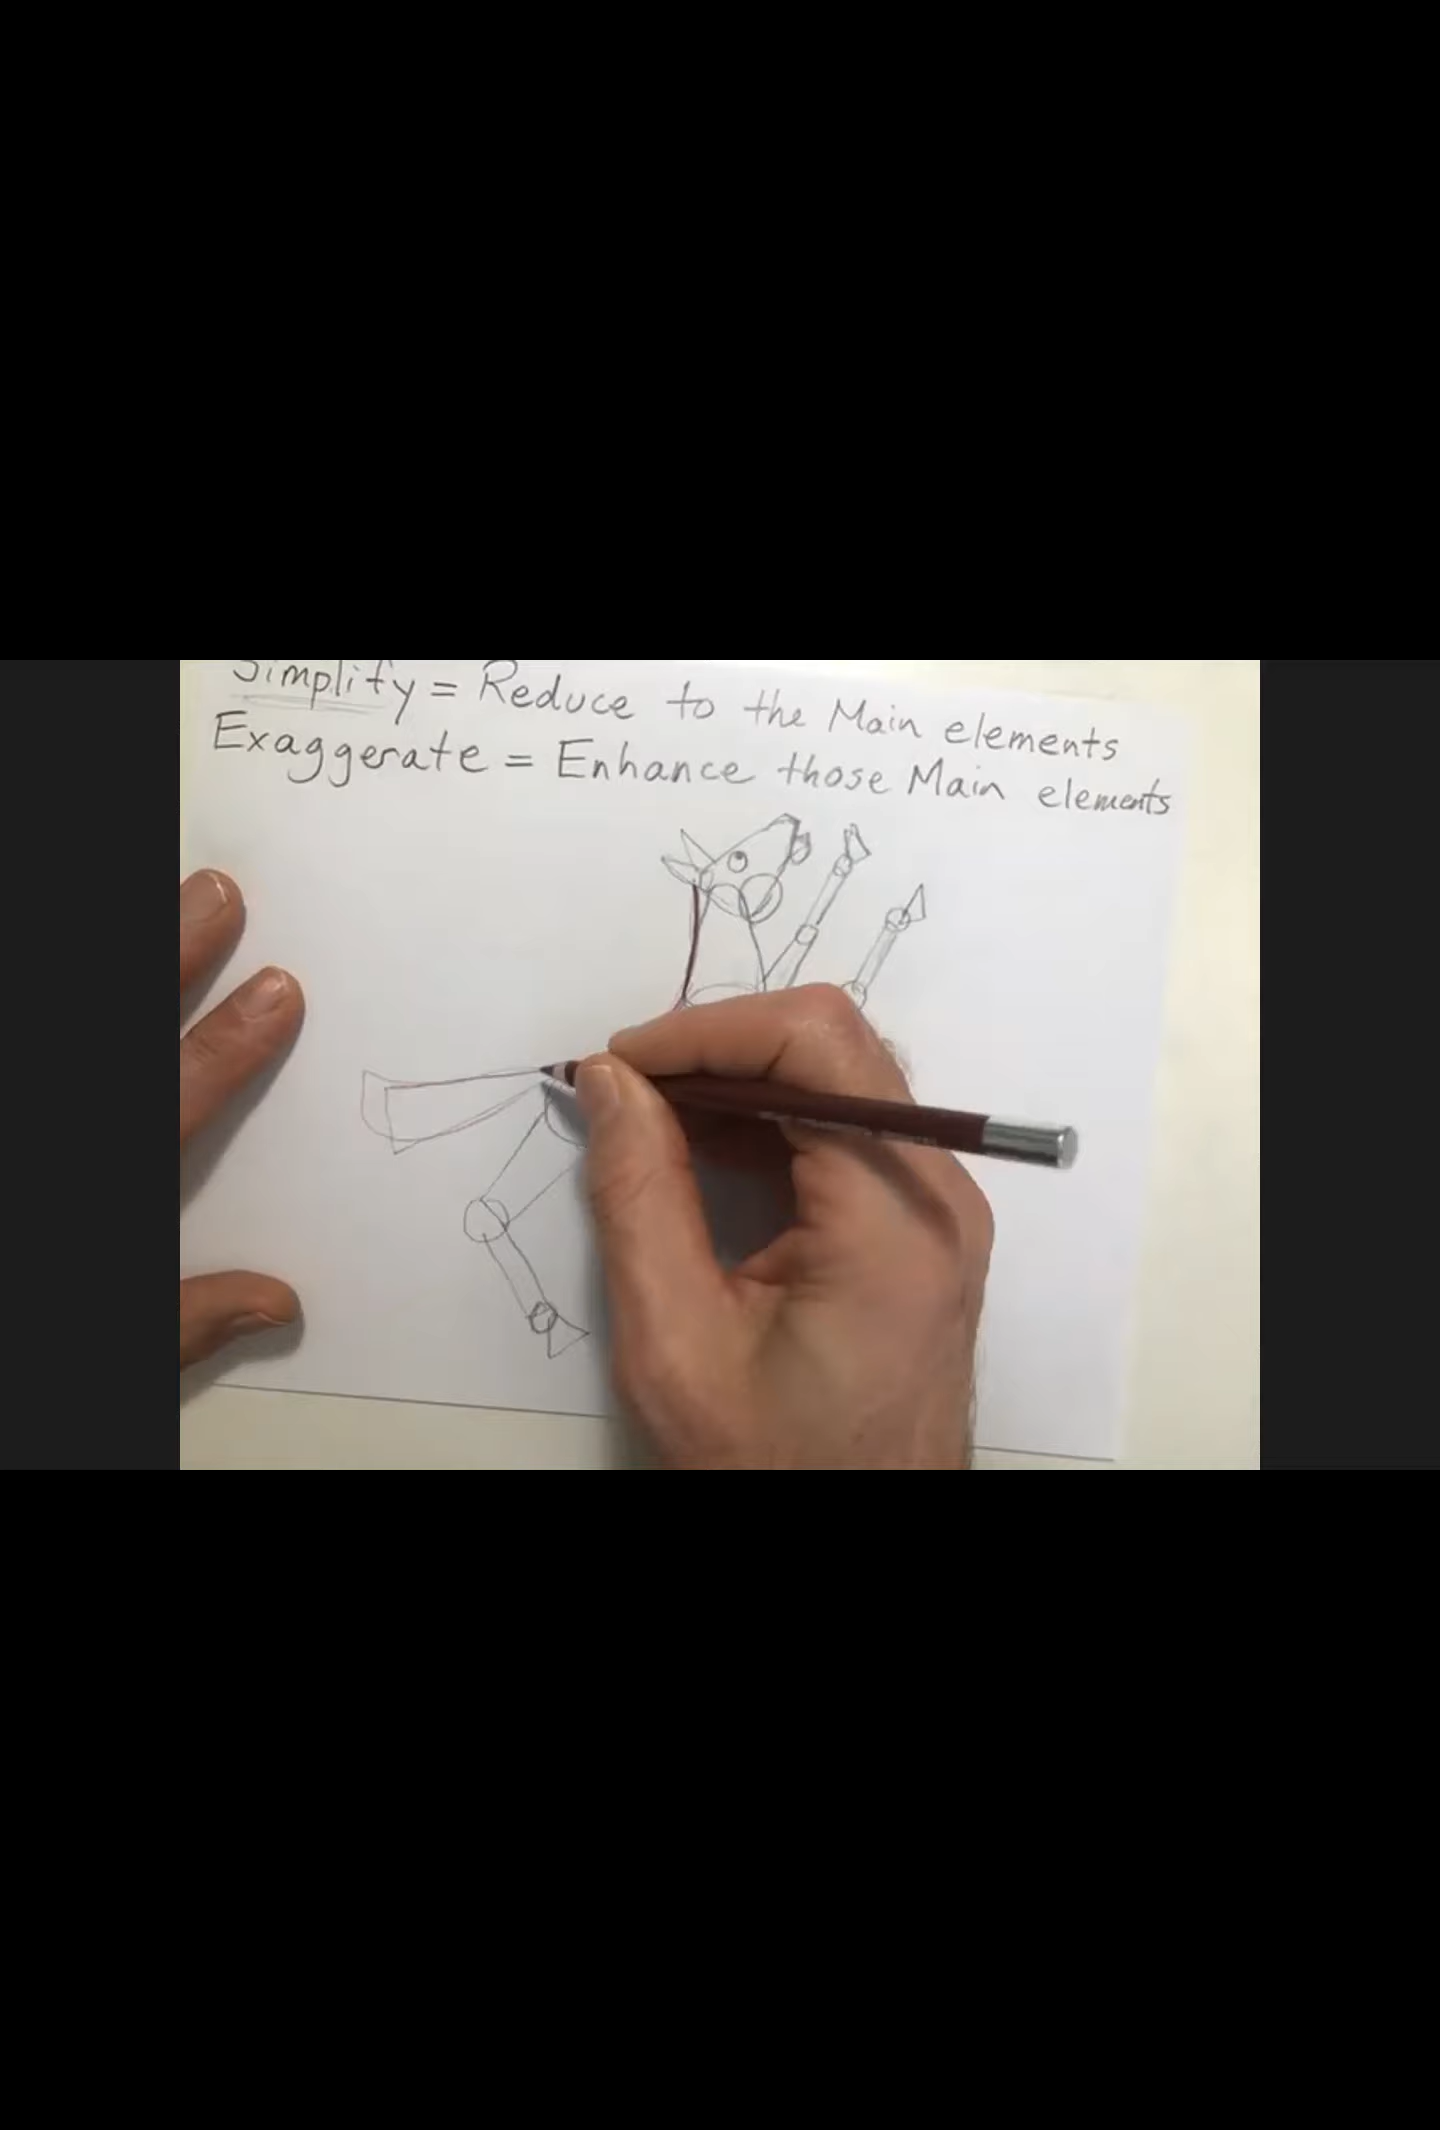 Simplify = Reduce to the Main elements
Exaggerate = Enhance those Main elements